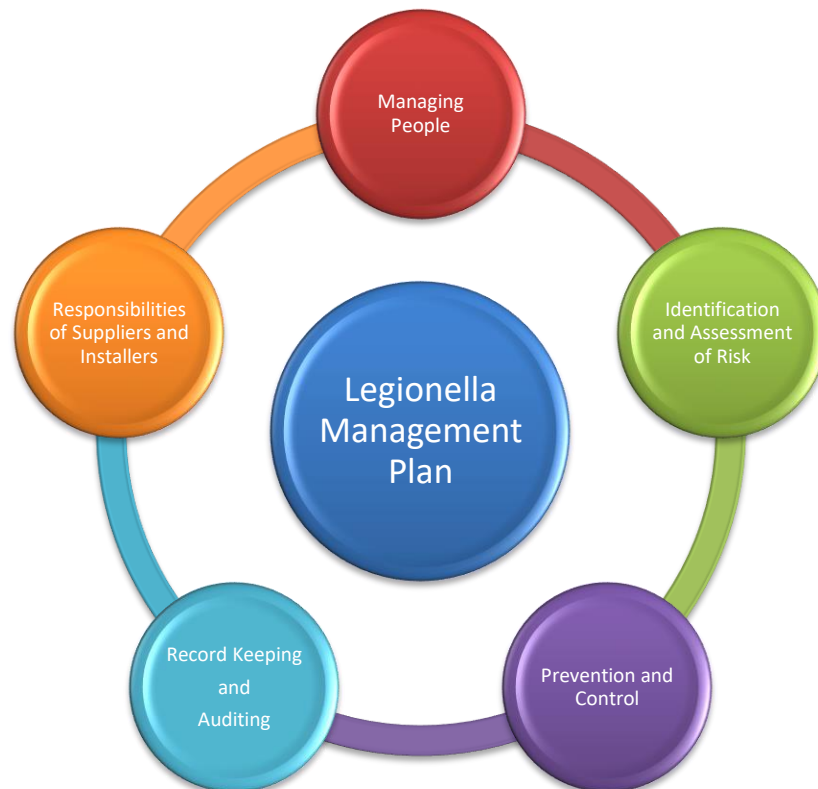 Managing
People
Identification
and Assessment
of Risk
Prevention and
Control
Record Keeping
and
Auditing
Responsibilities
of Suppliers and
Installers
Legionella
Management
Plan